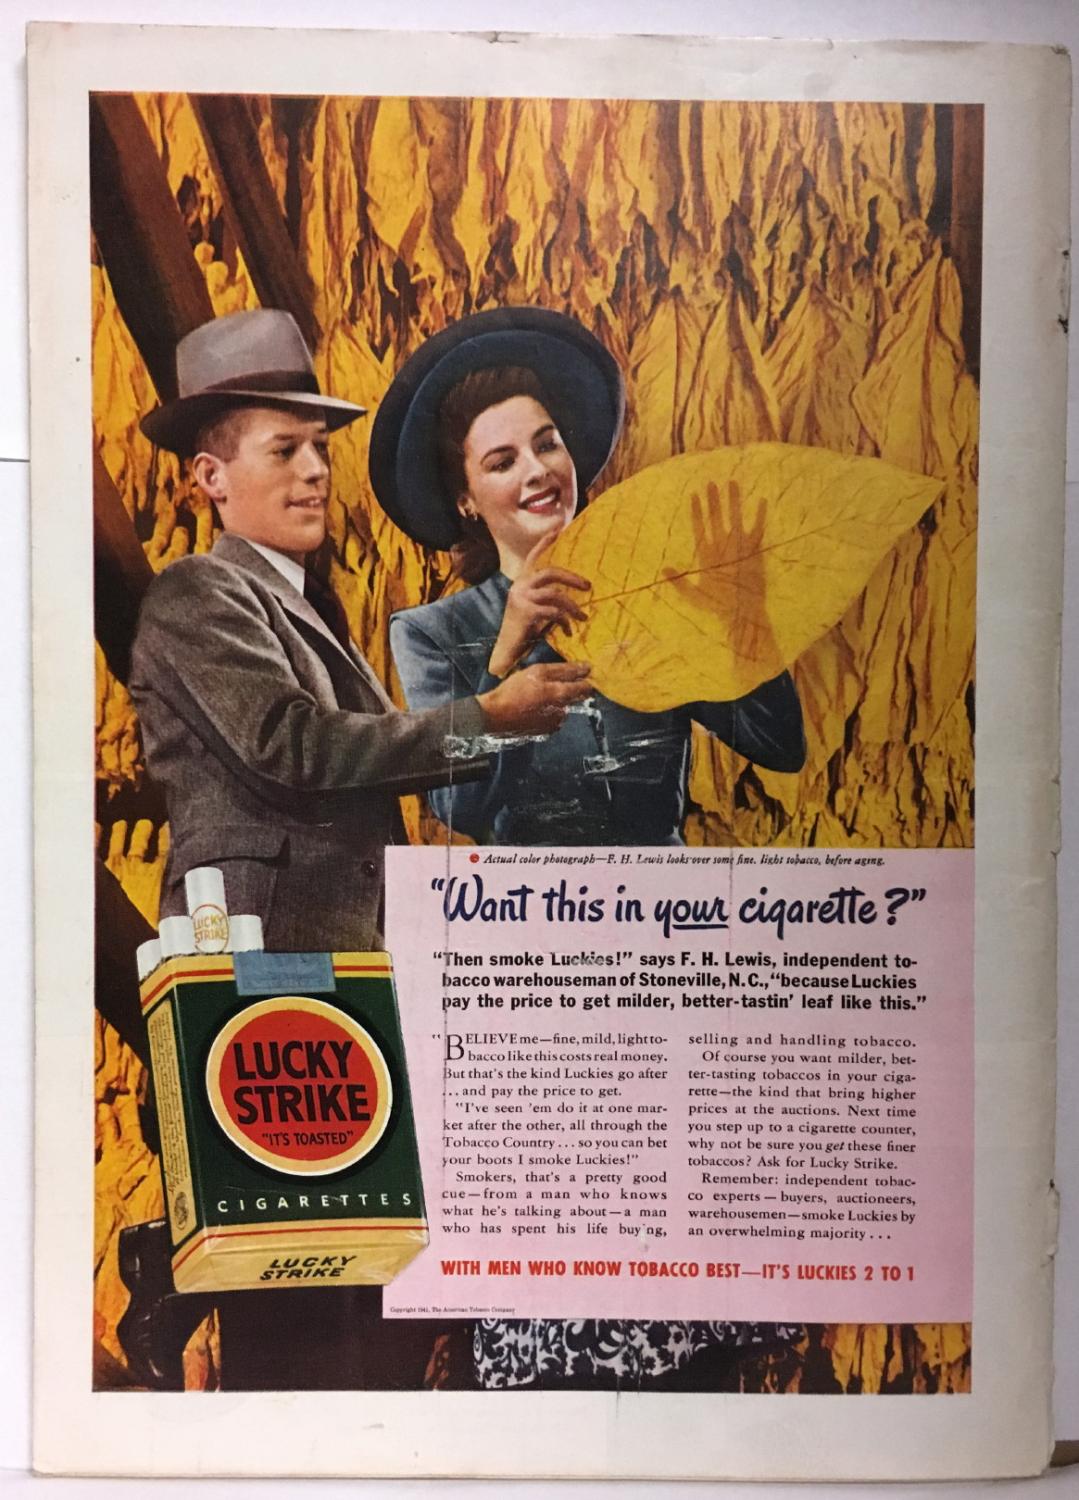 Actual color photograph—F. H. Lewis looks over some fine, light tobacco, before aging.
"Want this in your cigarette?"
"Then smoke Luckies!" says F. H. Lewis, independent to-
bacco warehouseman of Stoneville, N.C., "because Luckies
pay the price to get milder, better-tastin' leaf like this."
"BELIEVE me—fine, mild, light to-
bacco like this costs real money.
But that's the kind Luckies go after
...and pay the price to get.
"I've seen 'em do it at one mar-
ket after the other, all through the
Tobacco Country...so you can bet
your boots I smoke Luckies!"
Smokers, that's a pretty good
cue—from a man who knows
what he's talking about—a man
who has spent his life buying,
selling and handling tobacco.
Of course you want milder, bet-
ter-tasting tobaccos in your ciga-
rette—the kind that bring higher
prices at the auctions. Next time
you step up to a cigarette counter,
why not be sure you get these finer
tobaccos? Ask for Lucky Strike.
Remember: independent tobac-
co experts—buyers, auctioneers,
warehousemen—smoke Luckies by
an overwhelming majority...
WITH MEN WHO KNOW TOBACCO BEST—IT'S LUCKIES 2 TO 1
Copyright 1941, The American Tobacco Company
LUCKY
STRIKE
LUCKY
STRIKE
"IT'S TOASTED"
CIGARETTES
LUCKY
STRIKE